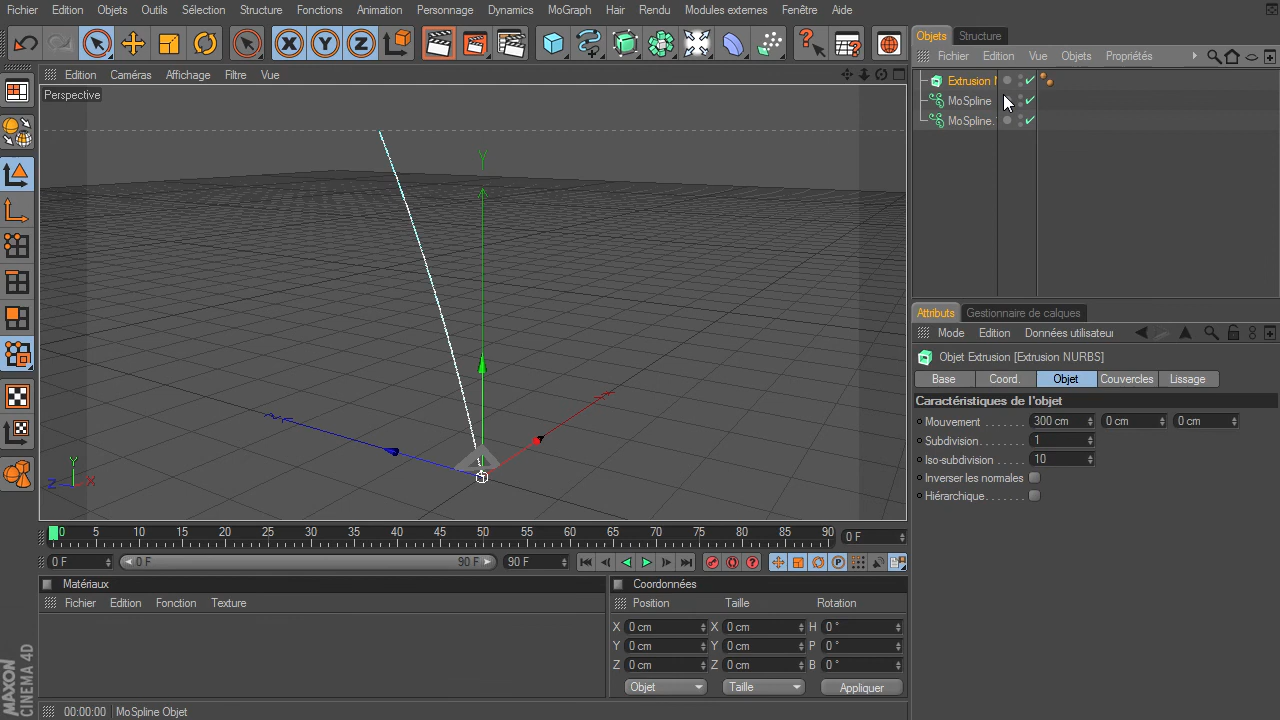 Fichier Edition Objets Outils Sélection Structure Fonctions Animation Personnage Dynamics MoGraph Hair Rendu Modules externes Fenêtre Aide
Objets Structure
Fichier Edition Vue Objets Propriétés
Edition Caméras Affichage Filtre Vue
Perspective
Extrusion
MoSpline
MoSpline.
Y
Z X
Y
Attributs Gestionnaire de calques
Mode Edition Données utilisateur
Objet Extrusion [Extrusion NURBS]
Base Coord. Objet Couvercles Lissage
Caractéristiques de l'objet
Mouvement 300 cm 0 cm 0 cm
Subdivision 1
Iso-subdivision 10
Inverser les normales
Hiérarchique
0 5 10 15 20 25 30 35 40 45 50 55 60 65 70 75 80 85 90 0 F
0 F 0 F 90 F 90 F
Matériaux
Fichier Edition Fonction Texture
Coordonnées
Position Taille Rotation
X 0 cm X 0 cm H 0 °
Y 0 cm Y 0 cm P 0 °
Z 0 cm Z 0 cm B 0 °
Objet Taille Appliquer
MAXON
CINEMA 4D
00:00:00 MoSpline Objet